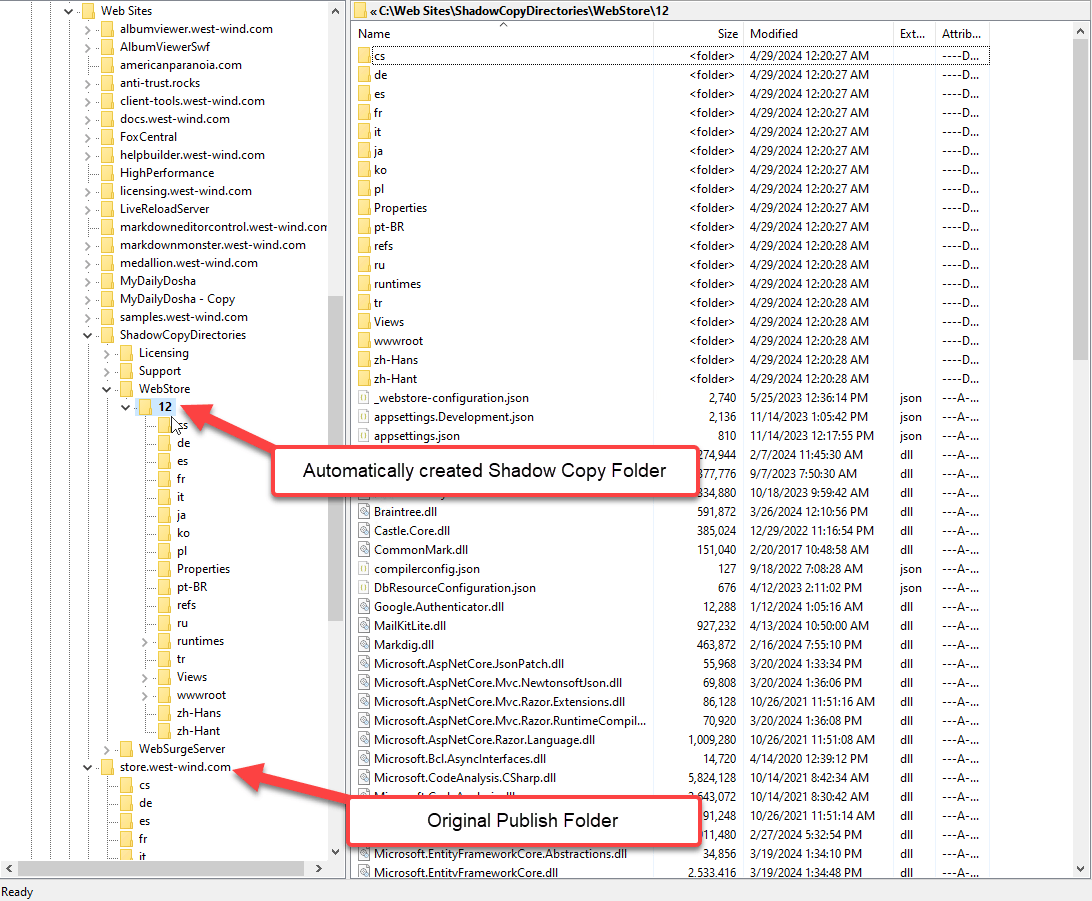 Web Sites
albumviewer.west-wind.com
AlbumViewerSwf
americanparanoia.com
anti-trust.rocks
client-tools.west-wind.com
docs.west-wind.com
FoxCentral
helpbuilder.west-wind.com
HighPerformance
licensing.west-wind.com
LiveReloadServer
markdowneditorcontrol.west-wind.com
markdownmonster.west-wind.com
medallion.west-wind.com
MyDailyDosha
MyDailyDosha - Copy
samples.west-wind.com
ShadowCopyDirectories
Licensing
Support
WebStore
12
cs
de
es
fr
it
ja
ko
pl
Properties
pt-BR
refs
ru
runtimes
tr
Views
wwwroot
zh-Hans
zh-Hant
WebSurgeServer
store.west-wind.com
cs
de
es
fr
it
« C:\Web Sites\ShadowCopyDirectories\WebStore\12
Name Size Modified Ext... Attrib...
cs <folder> 4/29/2024 12:20:27 AM ----D...
de <folder> 4/29/2024 12:20:27 AM ----D...
es <folder> 4/29/2024 12:20:27 AM ----D...
fr <folder> 4/29/2024 12:20:27 AM ----D...
it <folder> 4/29/2024 12:20:27 AM ----D...
ja <folder> 4/29/2024 12:20:27 AM ----D...
ko <folder> 4/29/2024 12:20:27 AM ----D...
pl <folder> 4/29/2024 12:20:27 AM ----D...
Properties <folder> 4/29/2024 12:20:27 AM ----D...
pt-BR <folder> 4/29/2024 12:20:27 AM ----D...
refs <folder> 4/29/2024 12:20:28 AM ----D...
ru <folder> 4/29/2024 12:20:28 AM ----D...
runtimes <folder> 4/29/2024 12:20:28 AM ----D...
tr <folder> 4/29/2024 12:20:28 AM ----D...
Views <folder> 4/29/2024 12:20:28 AM ----D...
wwwroot <folder> 4/29/2024 12:20:28 AM ----D...
zh-Hans <folder> 4/29/2024 12:20:28 AM ----D...
zh-Hant <folder> 4/29/2024 12:20:28 AM ----D...
_webstore-configuration.json 2,740 5/25/2023 12:36:14 PM json ---A-...
appsettings.Development.json 2,136 11/14/2023 1:05:42 PM json ---A-...
appsettings.json 810 11/14/2023 12:17:55 PM json ---A-...
274,944 2/7/2024 11:45:30 AM dll ---A-...
377,776 9/7/2023 7:50:30 AM dll ---A-...
334,880 10/18/2023 9:59:42 AM dll ---A-...
Braintree.dll 591,872 3/26/2024 12:10:56 PM dll ---A-...
Castle.Core.dll 385,024 12/29/2022 11:16:54 PM dll ---A-...
CommonMark.dll 151,040 2/20/2017 10:48:58 AM dll ---A-...
compilerconfig.json 127 9/18/2022 7:08:28 AM json ---A-...
DbResourceConfiguration.json 676 4/12/2023 2:11:02 PM json ---A-...
Google.Authenticator.dll 12,288 1/12/2024 1:05:16 AM dll ---A-...
MailKitLite.dll 927,232 4/13/2024 10:50:00 AM dll ---A-...
Markdig.dll 463,872 2/16/2024 7:55:10 PM dll ---A-...
Microsoft.AspNetCore.JsonPatch.dll 55,968 3/20/2024 1:33:34 PM dll ---A-...
Microsoft.AspNetCore.Mvc.NewtonsoftJson.dll 69,808 3/20/2024 1:36:06 PM dll ---A-...
Microsoft.AspNetCore.Mvc.Razor.Extensions.dll 86,128 10/26/2021 11:51:16 AM dll ---A-...
Microsoft.AspNetCore.Mvc.Razor.RuntimeCompil... 70,920 3/20/2024 1:36:08 PM dll ---A-...
Microsoft.AspNetCore.Razor.Language.dll 1,009,280 10/26/2021 11:51:08 AM dll ---A-...
Microsoft.Bcl.AsyncInterfaces.dll 14,720 4/14/2020 12:39:12 PM dll ---A-...
Microsoft.CodeAnalysis.CSharp.dll 5,824,128 10/14/2021 8:42:34 AM dll ---A-...
Microsoft.CodeAnalysis.dll 2,643,072 10/14/2021 8:30:42 AM dll ---A-...
91,248 10/26/2021 11:51:14 AM dll ---A-...
911,480 2/27/2024 5:32:54 PM dll ---A-...
Microsoft.EntityFrameworkCore.Abstractions.dll 34,856 3/19/2024 1:34:10 PM dll ---A-...
Microsoft.EntityFrameworkCore.dll 2,533,416 3/19/2024 1:34:48 PM dll ---A-...
Automatically created Shadow Copy Folder
Original Publish Folder
Ready